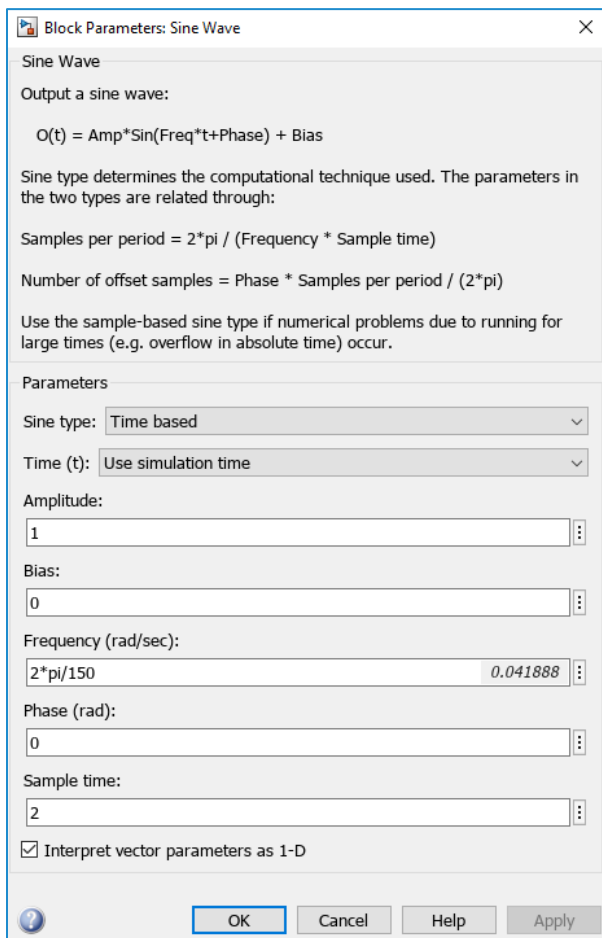 Block Parameters: Sine Wave
Sine Wave
Output a sine wave:
O(t) = Amp*Sin(Freq*t+Phase) + Bias
Sine type determines the computational technique used. The parameters in
the two types are related through:
Samples per period = 2*pi / (Frequency * Sample time)
Number of offset samples = Phase * Samples per period / (2*pi)
Use the sample-based sine type if numerical problems due to running for
large times (e.g. overflow in absolute time) occur.
Parameters
Sine type: Time based
Time (t): Use simulation time
Amplitude:
1
Bias:
0
Frequency (rad/sec):
2*pi/150 0.041888
Phase (rad):
0
Sample time:
2
Interpret vector parameters as 1-D
? OK Cancel Help Apply